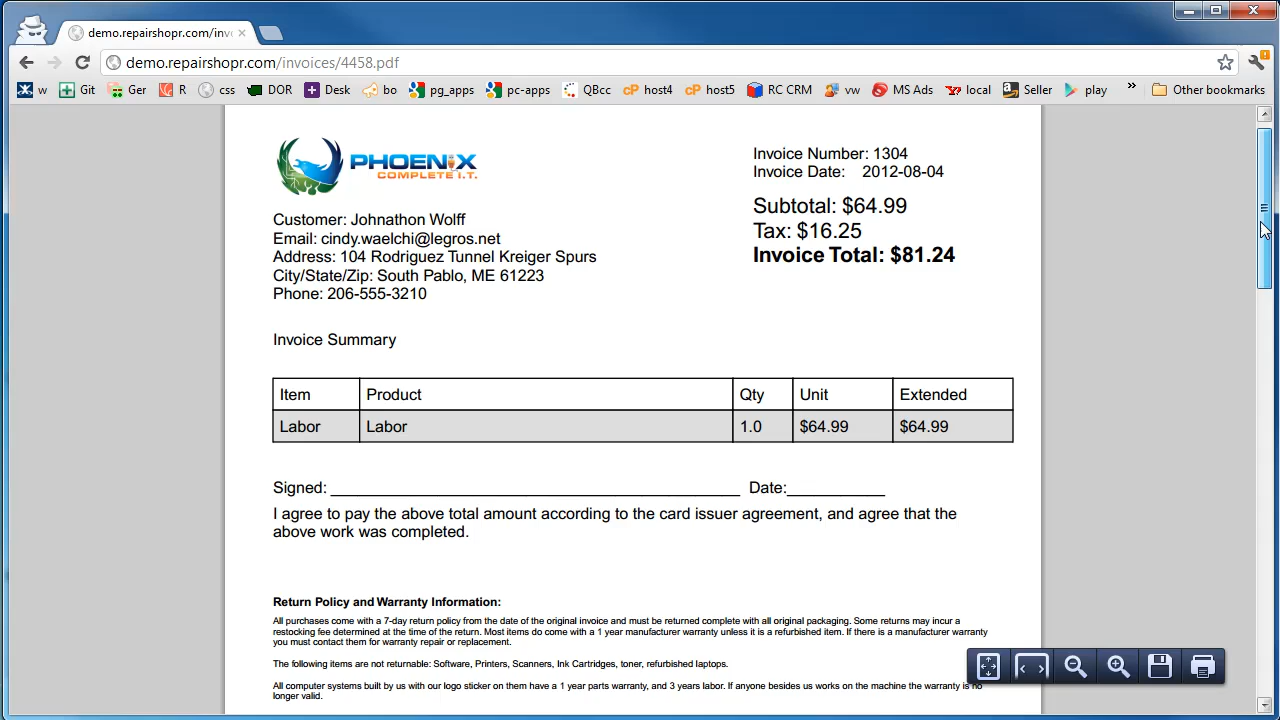 demo.repairshopr.com/invo
demo.repairshopr.com/invoices/4458.pdf
w Git Ger R css DOR Desk bo pg_apps pc-apps QBcc host4 host5 RC CRM vw MS Ads local Seller play » Other bookmarks
PHOENIX
COMPLETE I.T.
Invoice Number: 1304
Invoice Date: 2012-08-04
Subtotal: $64.99
Tax: $16.25
Invoice Total: $81.24
Customer: Johnathon Wolff
Email: cindy.waelchi@legros.net
Address: 104 Rodriguez Tunnel Kreiger Spurs
City/State/Zip: South Pablo, ME 61223
Phone: 206-555-3210
Invoice Summary
Item Product Qty Unit Extended
Labor Labor 1.0 $64.99 $64.99
Signed: ________________________________________________ Date:___________
I agree to pay the above total amount according to the card issuer agreement, and agree that the
above work was completed.
Return Policy and Warranty Information:
All purchases come with a 7-day return policy from the date of the original invoice and must be returned complete with all original packaging. Some returns may incur a
restocking fee determined at the time of the return. Most items do come with a 1 year manufacturer warranty unless it is a refurbished item. If there is a manufacturer warranty
you must contact them for warranty repair or replacement.
The following items are not returnable: Software, Printers, Scanners, Ink Cartridges, toner, refurbished laptops.
All computer systems built by us with our logo sticker on them have a 1 year parts warranty, and 3 years labor. If anyone besides us works on the machine the warranty is no
longer valid.